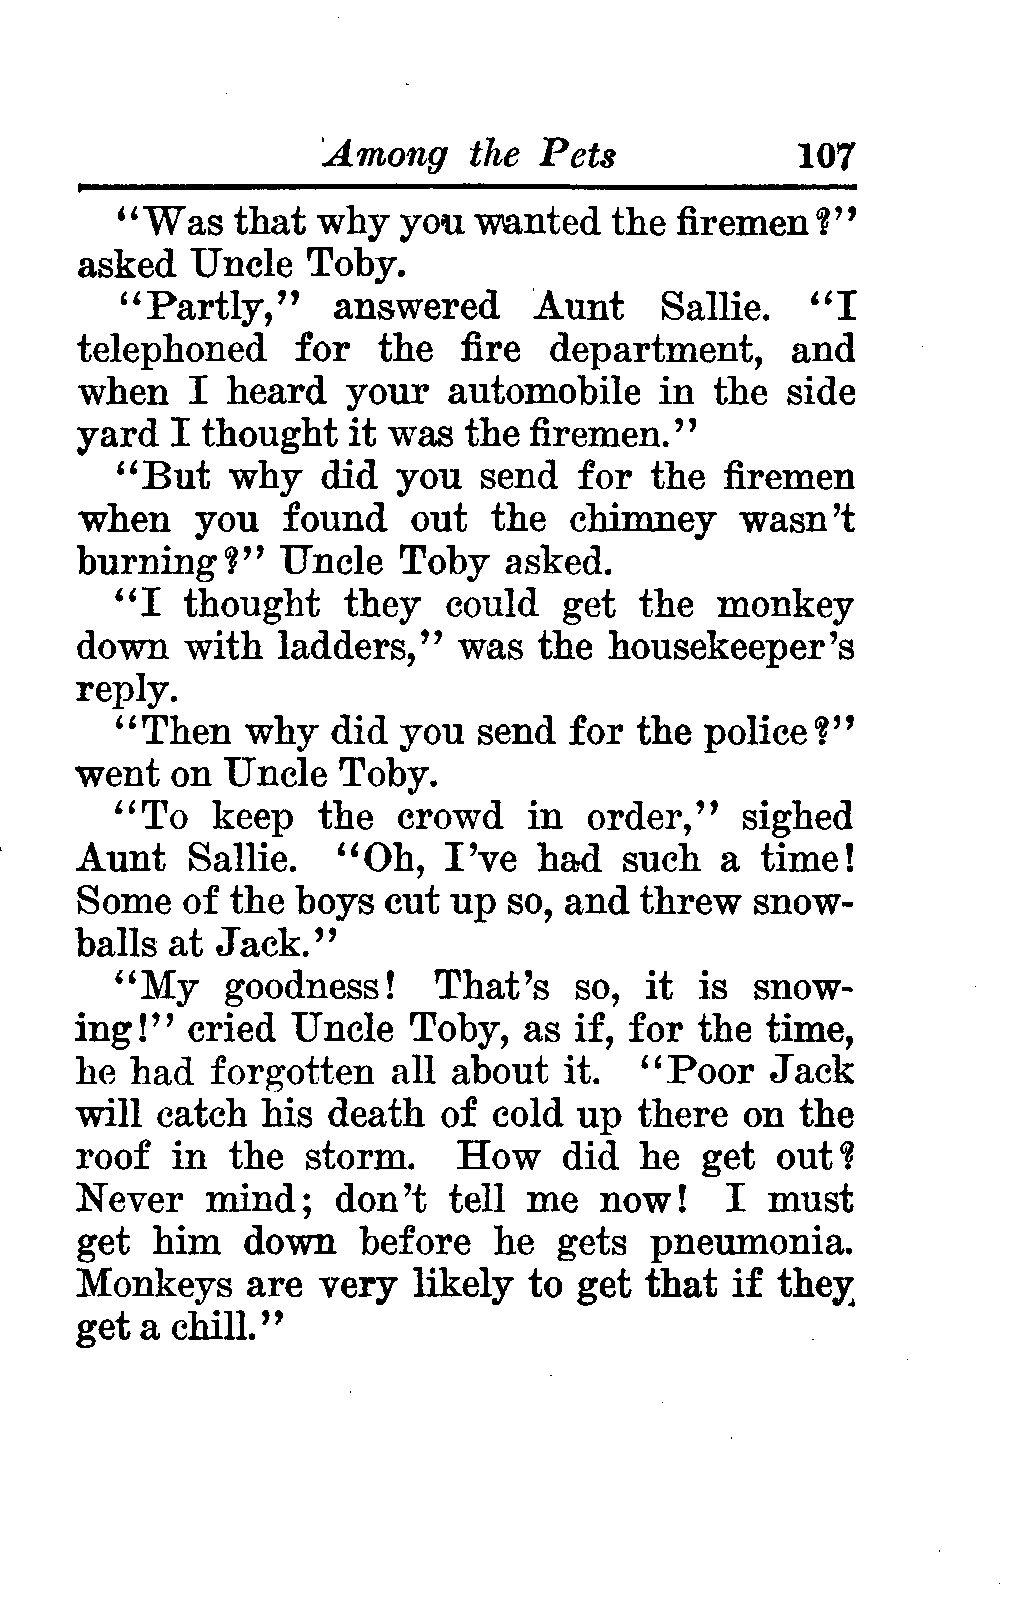 Among the Pets 107
"Was that why you wanted the firemen?"
asked Uncle Toby.
"Partly," answered Aunt Sallie. "I
telephoned for the fire department, and
when I heard your automobile in the side
yard I thought it was the firemen."
"But why did you send for the firemen
when you found out the chimney wasn't
burning?" Uncle Toby asked.
"I thought they could get the monkey
down with ladders," was the housekeeper's
reply.
"Then why did you send for the police?"
went on Uncle Toby.
"To keep the crowd in order," sighed
Aunt Sallie. "Oh, I've had such a time!
Some of the boys cut up so, and threw snow-
balls at Jack."
"My goodness! That's so, it is snow-
ing!" cried Uncle Toby, as if, for the time,
he had forgotten all about it. "Poor Jack
will catch his death of cold up there on the
roof in the storm. How did he get out?
Never mind; don't tell me now! I must
get him down before he gets pneumonia.
Monkeys are very likely to get that if they
get a chill."